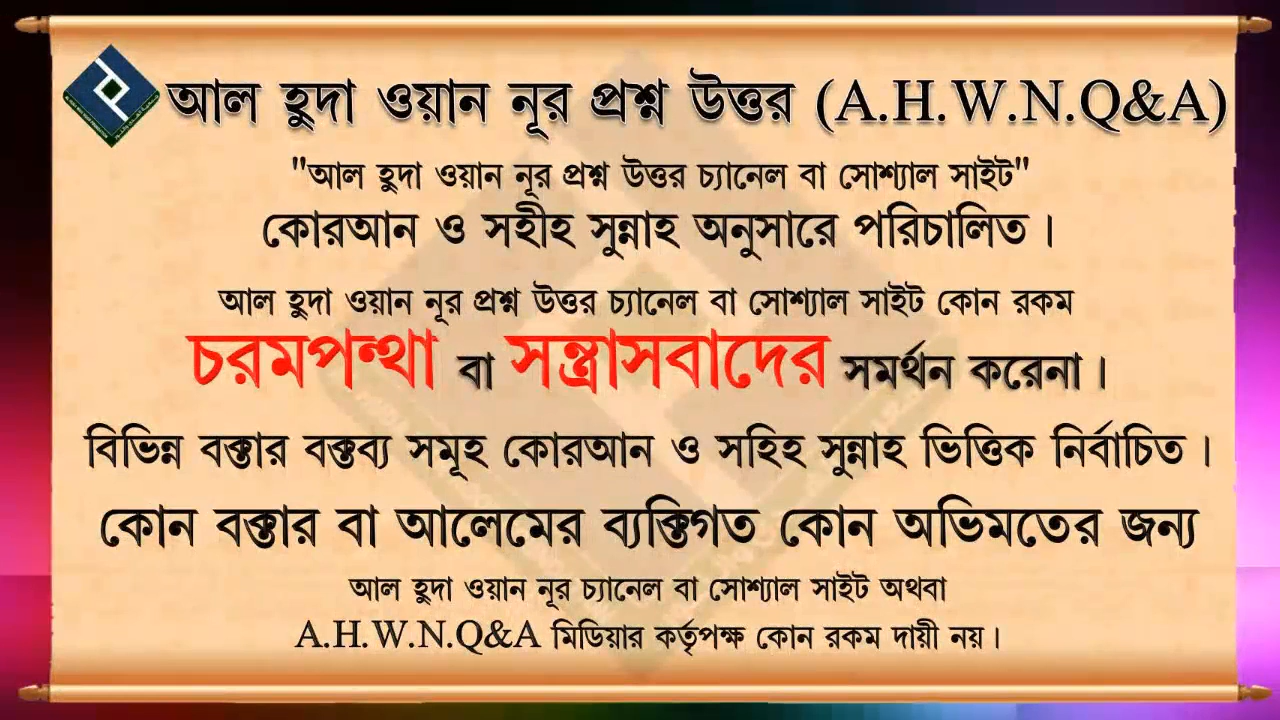 আল হুদা ওয়ান নূর প্রশ্ন উত্তর (A.H.W.N.Q&A)
"আল হুদা ওয়ান নূর প্রশ্ন উত্তর চ্যানেল বা সোশ্যাল সাইট"
কোরআন ও সহীহ সুন্নাহ অনুসারে পরিচালিত।
আল হুদা ওয়ান নূর প্রশ্ন উত্তর চ্যানেল বা সোশ্যাল সাইট কোন রকম
চরমপন্থা বা সন্ত্রাসবাদের সমর্থন করেনা।
বিভিন্ন বক্তার বক্তব্য সমূহ কোরআন ও সহিহ সুন্নাহ ভিত্তিক নির্বাচিত।
কোন বক্তার বা আলেমের ব্যক্তিগত কোন অভিমতের জন্য
আল হুদা ওয়ান নূর চ্যানেল বা সোশ্যাল সাইট অথবা
A.H.W.N.Q&A মিডিয়ার কর্তৃপক্ষ কোন রকম দায়ী নয়।